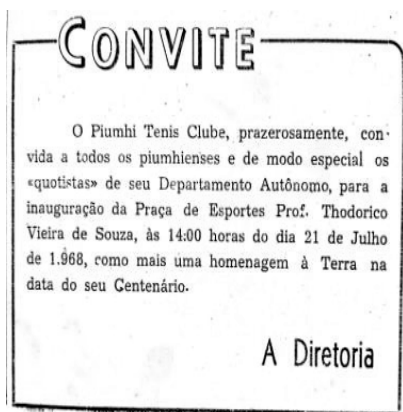 CONVITE
O Piumhi Tenis Clube, prazerosamente, con-
vida a todos os piumhienses e de modo especial os
«quotistas» de seu Departamento Autônomo, para a
inauguração da Praça de Esportes Prof. Thodorico
Vieira de Souza, às 14:00 horas do dia 21 de Julho
de 1.968, como mais uma homenagem à Terra na
data do seu Centenário.
A Diretoria